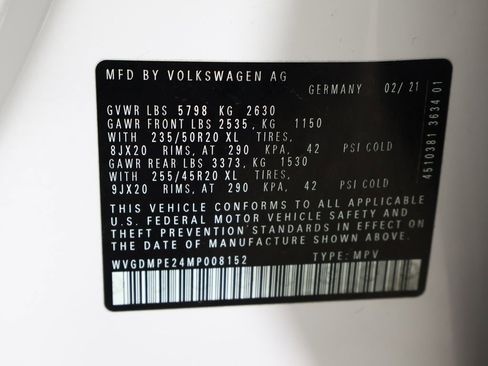 MFD BY VOLKSWAGEN AG
GERMANY 02/21
GVWR LBS 5798 KG 2630
GAWR FRONT LBS 2535, KG 1150
WITH 235/50R20 XL TIRES,
8JX20 RIMS, AT 290 KPA, 42 PSI COLD
GAWR REAR LBS 3373, KG 1530
WITH 255/45R20 XL TIRES,
9JX20 RIMS, AT 290 KPA, 42 PSI COLD
THIS VEHICLE CONFORMS TO ALL APPLICABLE
U.S. FEDERAL MOTOR VEHICLE SAFETY AND
THEFT PREVENTION STANDARDS IN EFFECT
ON THE DATE OF MANUFACTURE SHOWN ABOVE.
WVGDMPE24MP008152 TYPE: MPV
4510381 3634 01